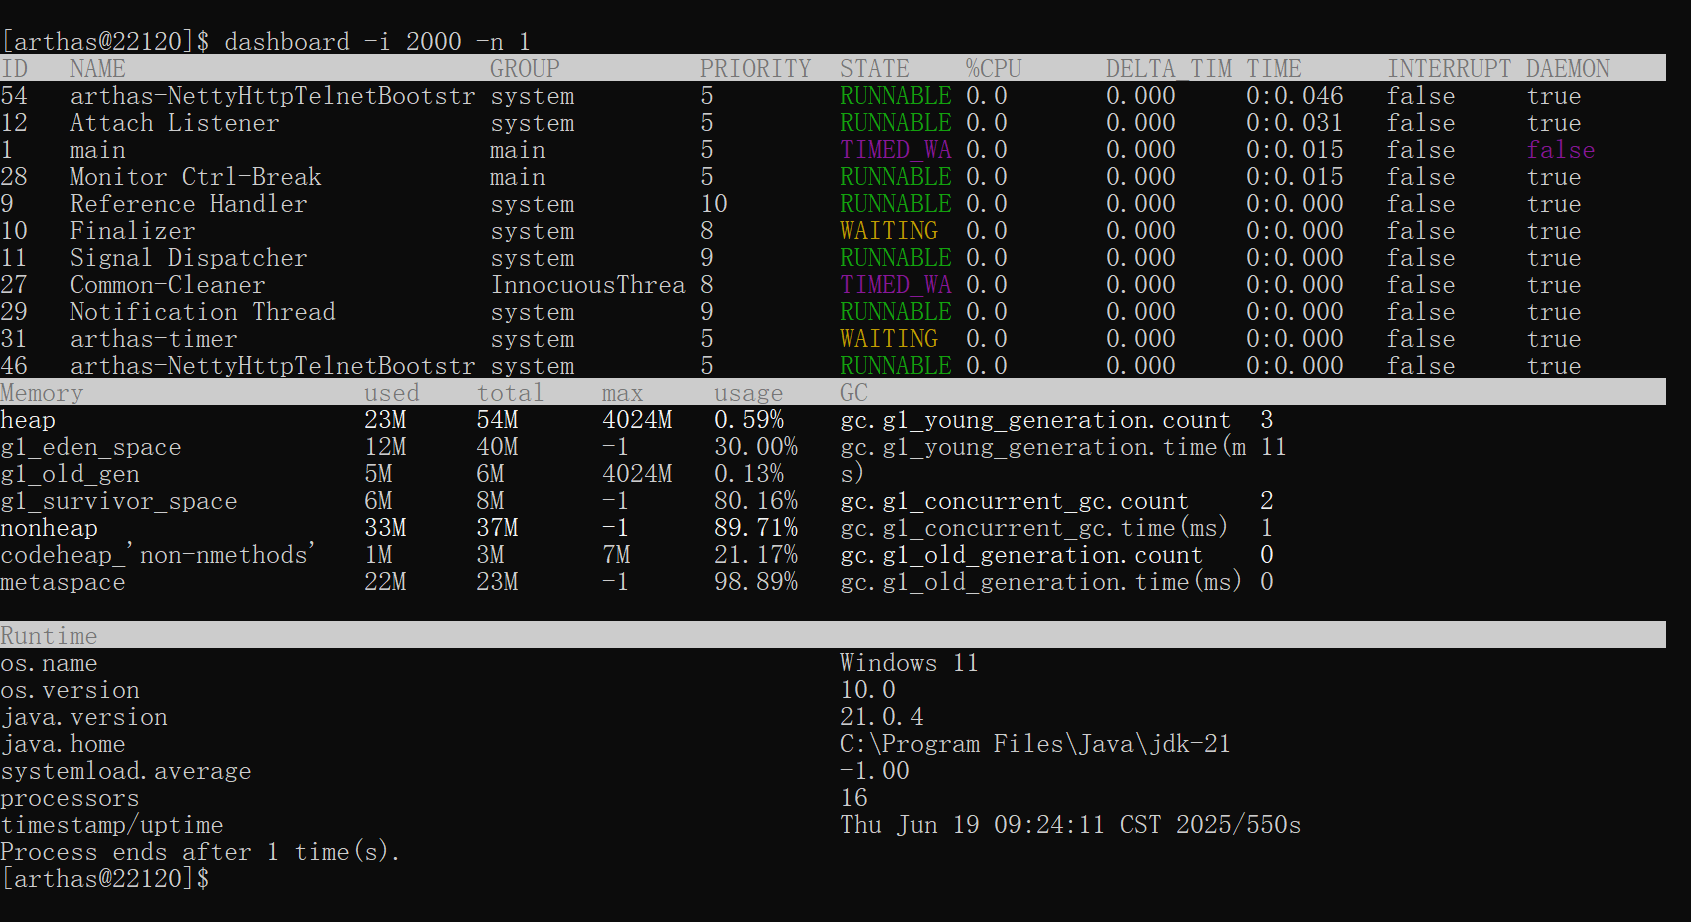 [arthas@22120]$ dashboard -i 2000 -n 1
ID NAME GROUP PRIORITY STATE %CPU DELTA_TIM TIME INTERRUPT DAEMON
54 arthas-NettyHttpTelnetBootstr system 5 RUNNABLE 0.0 0.000 0:0.046 false true
12 Attach Listener system 5 RUNNABLE 0.0 0.000 0:0.031 false true
1 main main 5 TIMED_WA 0.0 0.000 0:0.015 false false
28 Monitor Ctrl-Break main 5 RUNNABLE 0.0 0.000 0:0.015 false true
9 Reference Handler system 10 RUNNABLE 0.0 0.000 0:0.000 false true
10 Finalizer system 8 WAITING 0.0 0.000 0:0.000 false true
11 Signal Dispatcher system 9 RUNNABLE 0.0 0.000 0:0.000 false true
27 Common-Cleaner InnocuousThrea 8 TIMED_WA 0.0 0.000 0:0.000 false true
29 Notification Thread system 9 RUNNABLE 0.0 0.000 0:0.000 false true
31 arthas-timer system 5 WAITING 0.0 0.000 0:0.000 false true
46 arthas-NettyHttpTelnetBootstr system 5 RUNNABLE 0.0 0.000 0:0.000 false true
Memory used total max usage GC
heap 23M 54M 4024M 0.59% gc.g1_young_generation.count 3
g1_eden_space 12M 40M -1 30.00% gc.g1_young_generation.time(m 11
g1_old_gen 5M 6M 4024M 0.13% s)
g1_survivor_space 6M 8M -1 80.16% gc.g1_concurrent_gc.count 2
nonheap 33M 37M -1 89.71% gc.g1_concurrent_gc.time(ms) 1
codeheap_'non-nmethods' 1M 3M 7M 21.17% gc.g1_old_generation.count 0
metaspace 22M 23M -1 98.89% gc.g1_old_generation.time(ms) 0
Runtime
os.name Windows 11
os.version 10.0
java.version 21.0.4
java.home C:\Program Files\Java\jdk-21
systemload.average -1.00
processors 16
timestamp/uptime Thu Jun 19 09:24:11 CST 2025/550s
Process ends after 1 time(s).
[arthas@22120]$